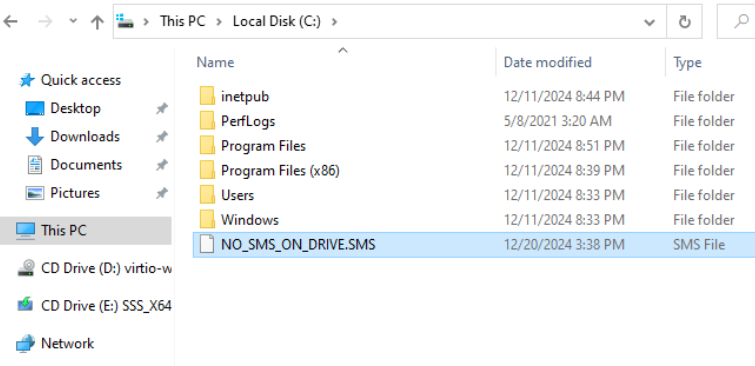 This PC > Local Disk (C:) >
Name Date modified Type
Quick access
Desktop
Downloads
Documents
Pictures
This PC
CD Drive (D:) virtio-w
CD Drive (E:) SSS_X64
Network
inetpub 12/11/2024 8:44 PM File folder
PerfLogs 5/8/2021 3:20 AM File folder
Program Files 12/11/2024 8:51 PM File folder
Program Files (x86) 12/11/2024 8:39 PM File folder
Users 12/11/2024 8:33 PM File folder
Windows 12/11/2024 8:33 PM File folder
NO_SMS_ON_DRIVE.SMS 12/20/2024 3:38 PM SMS File